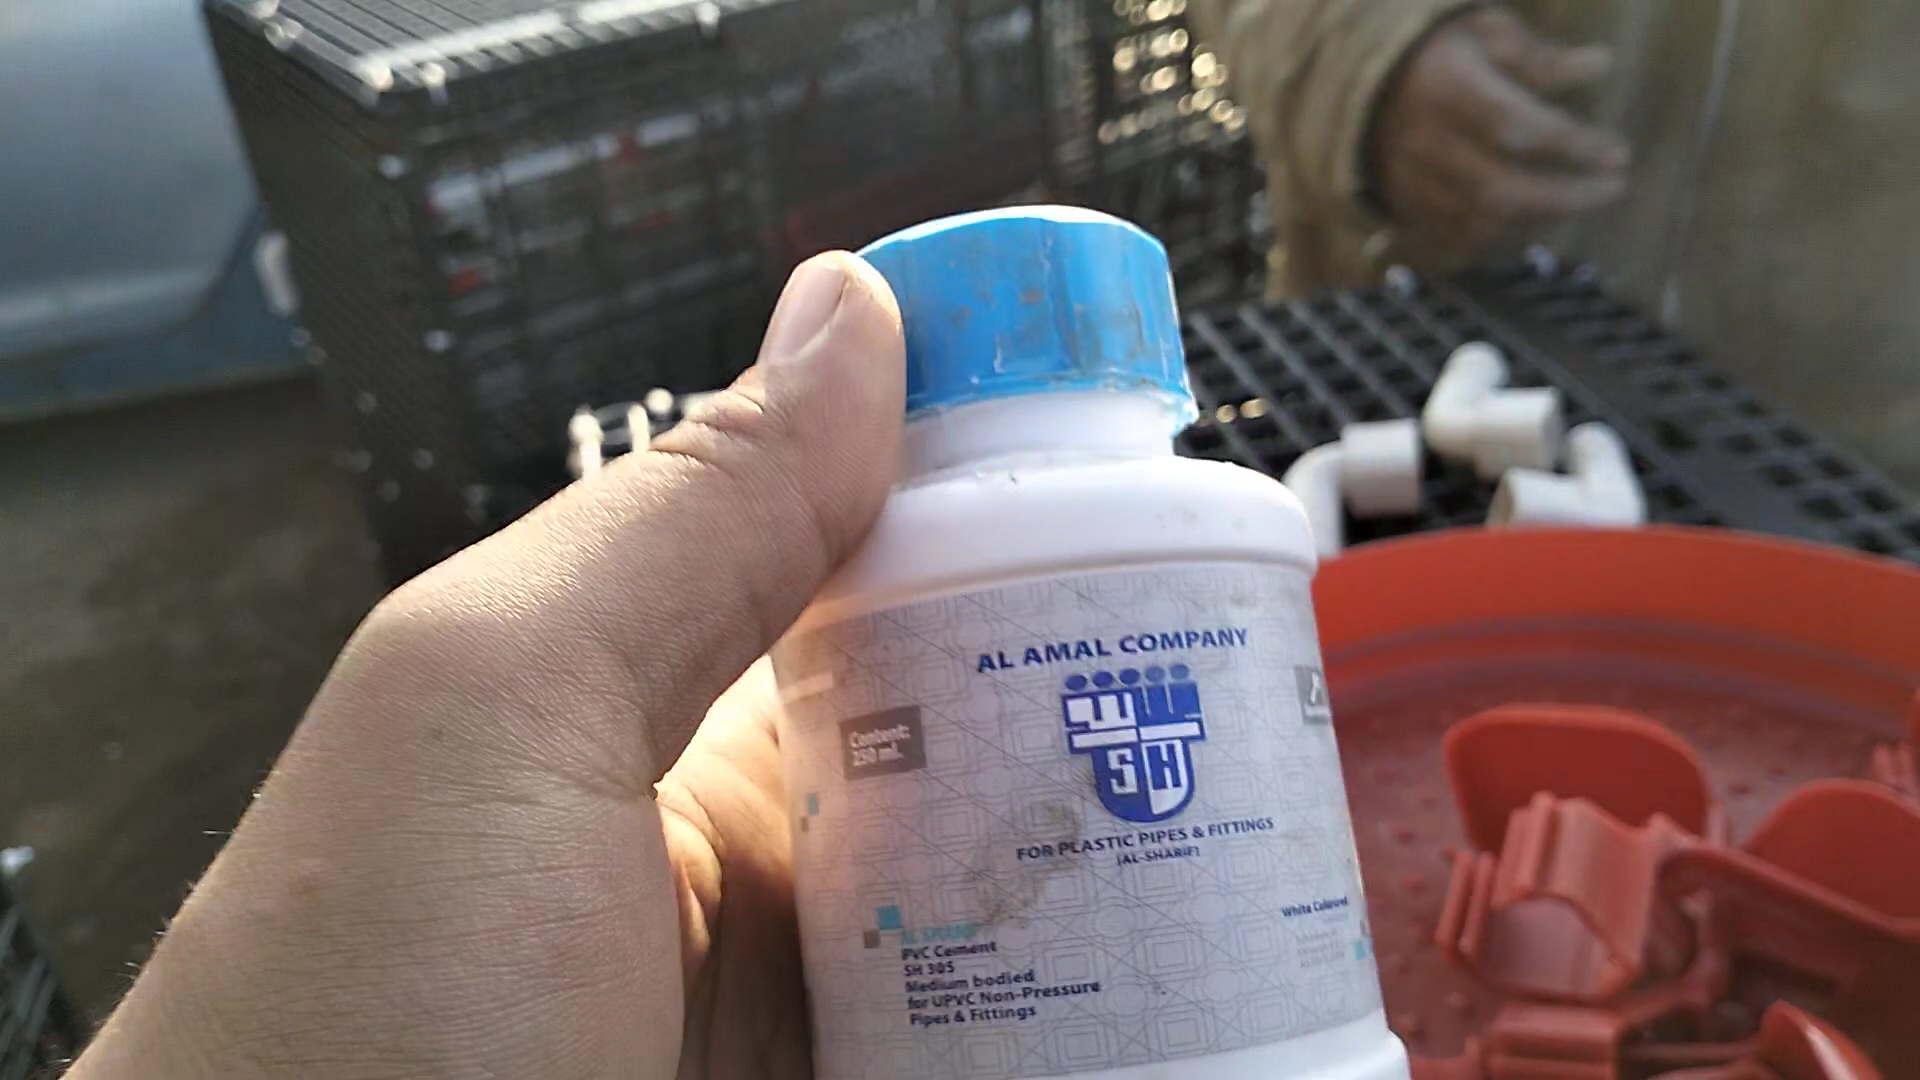 AL AMAL COMPANY
SH
FOR PLASTIC PIPES & FITTINGS
[AL-SHARIF]
Content:
250 mL
AL SHARIF
PVC Cement
SH 305
Medium bodied
for UPVC Non-Pressure
Pipes & Fittings
White Coloured